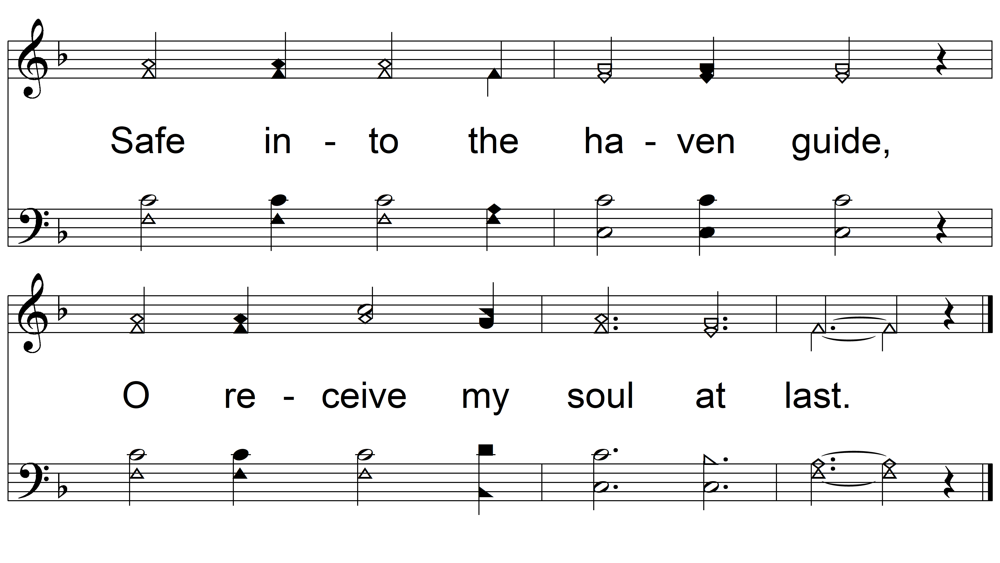 Safe in - to the ha - ven guide,
O re - ceive my soul at last.